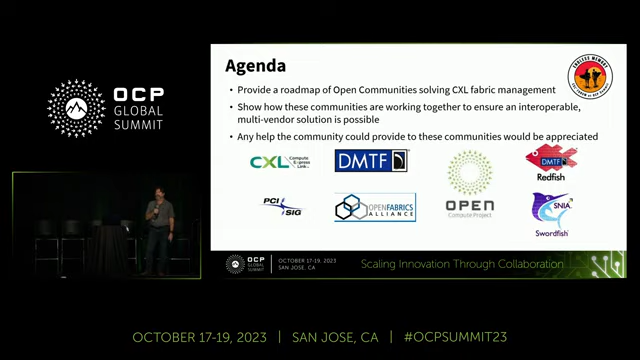 OCP
GLOBAL
SUMMIT
Agenda
• Provide a roadmap of Open Communities solving CXL fabric management
• Show how these communities are working together to ensure an interoperable,
multi-vendor solution is possible
• Any help the community could provide to these communities would be appreciated
ENDLESS MEMORY
CXL
Compute
Express
Link
DMTF
OPEN
Compute Project
DMTF
Redfish
PCI
SIG
OPENFABRICS
ALLIANCE
SNIA
Swordfish
OCP
GLOBAL
SUMMIT
OCTOBER 17-19, 2023
SAN JOSE, CA
Scaling Innovation Through Collaboration
OCTOBER 17-19, 2023 | SAN JOSE, CA | #OCPSUMMIT23